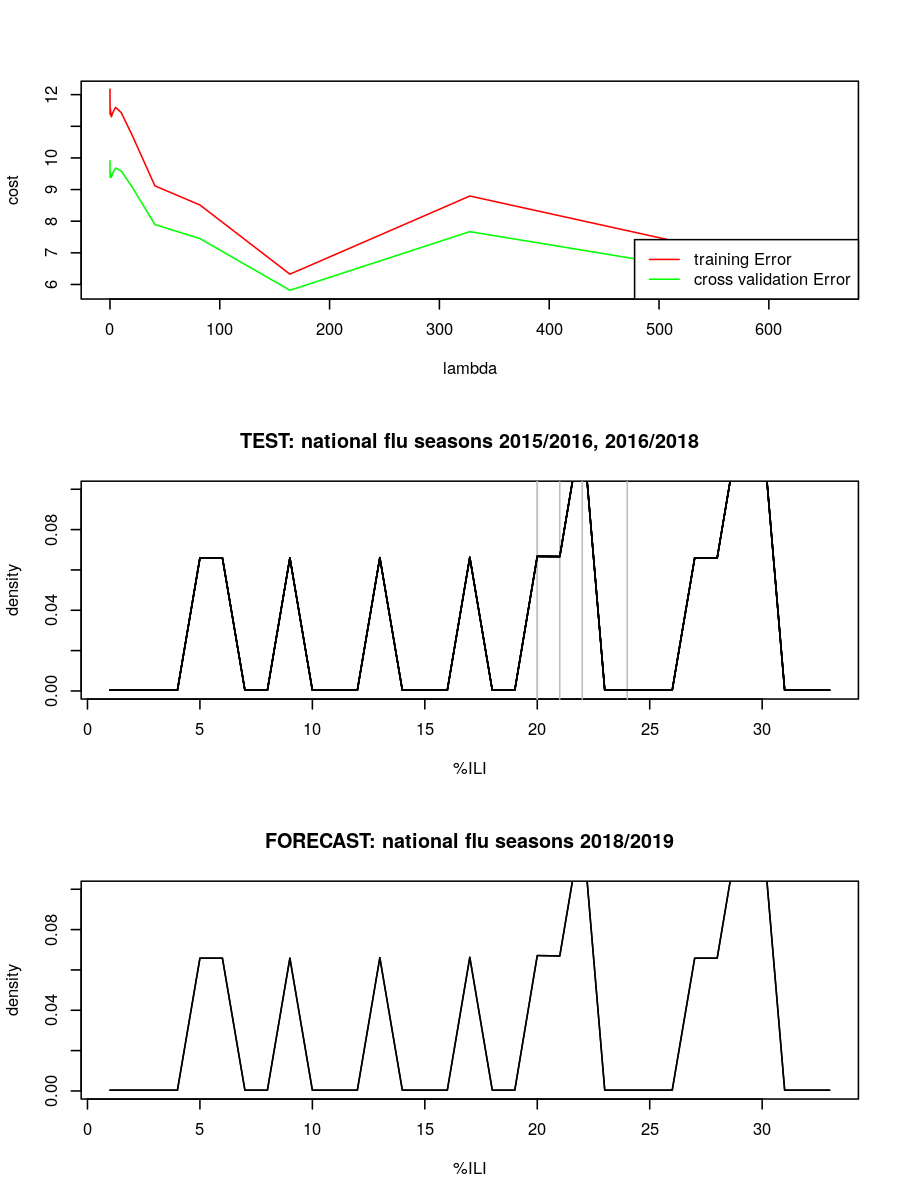 12
10
9
8
7
6
cost
training Error
cross validation Error
0 100 200 300 400 500 600
lambda
TEST: national flu seasons 2015/2016, 2016/2018
0.08
0.04
0.00
density
0 5 10 15 20 25 30
%ILI
FORECAST: national flu seasons 2018/2019
0.08
0.04
0.00
density
0 5 10 15 20 25 30
%ILI